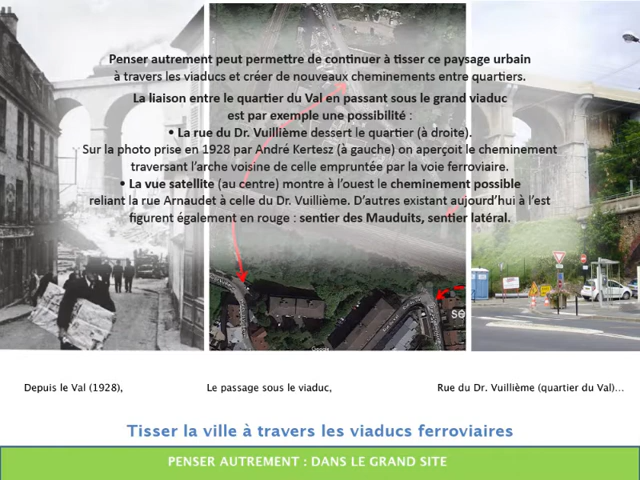 Penser autrement peut permettre de continuer à tisser ce paysage urbain
à travers les viaducs et créer de nouveaux cheminements entre quartiers.
La liaison entre le quartier du Val en passant sous le grand viaduc
est par exemple une possibilité :
• La rue du Dr. Vuillième dessert le quartier (à droite).
Sur la photo prise en 1928 par André Kertesz (à gauche) on aperçoit le cheminement
traversant l'arche voisine de celle empruntée par la voie ferroviaire.
• La vue satellite (au centre) montre à l'ouest le cheminement possible
reliant la rue Arnaudet à celle du Dr. Vuillième. D'autres existant aujourd'hui à l'est
figurent également en rouge : sentier des Mauduits, sentier latéral.
Depuis le Val (1928),
Le passage sous le viaduc,
Rue du Dr. Vuillième (quartier du Val)...
Tisser la ville à travers les viaducs ferroviaires
PENSER AUTREMENT : DANS LE GRAND SITE